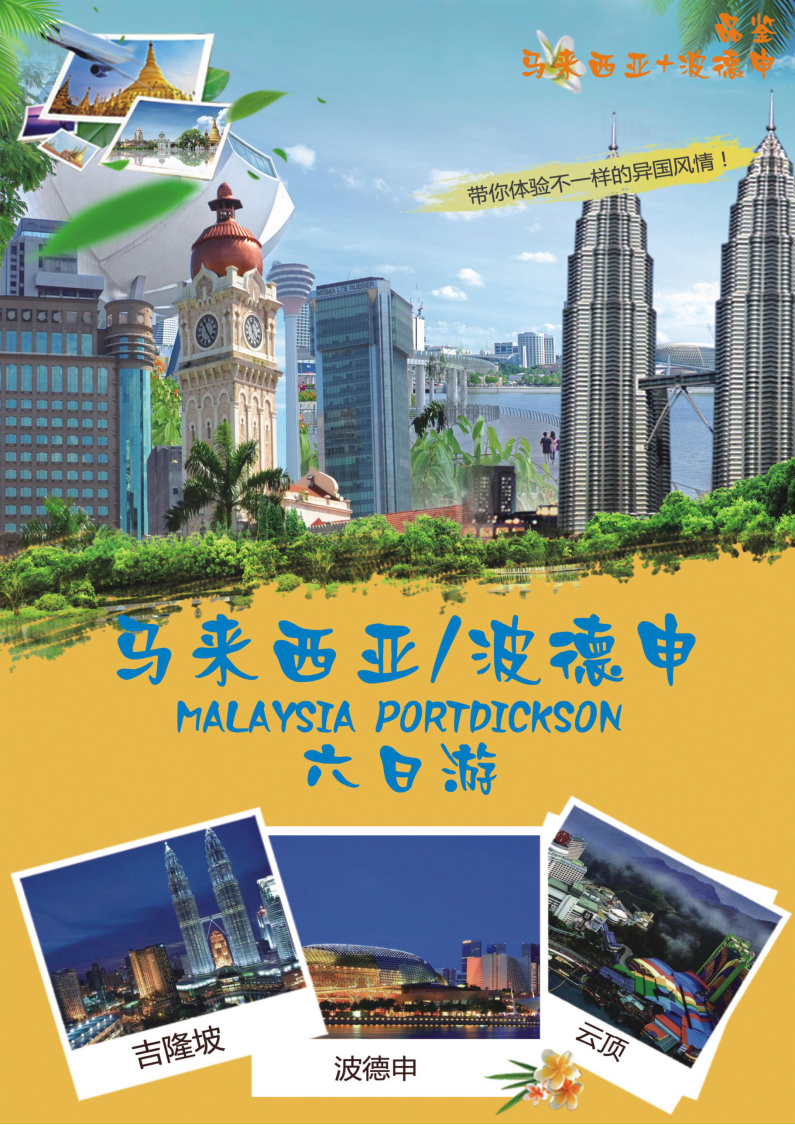 品鉴
马来西亚+波德申
带你体验不一样的异国风情！
马来西亚/波德申
MALAYSIA PORTDICKSON
六日游
吉隆坡
波德申
云顶